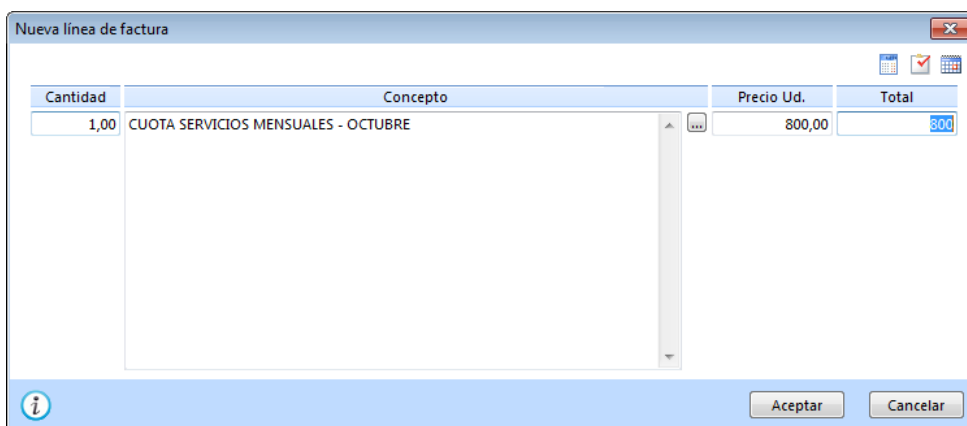 Nueva línea de factura
Cantidad Concepto Precio Ud. Total
1,00 CUOTA SERVICIOS MENSUALES - OCTUBRE ... 800,00 800
i Aceptar Cancelar